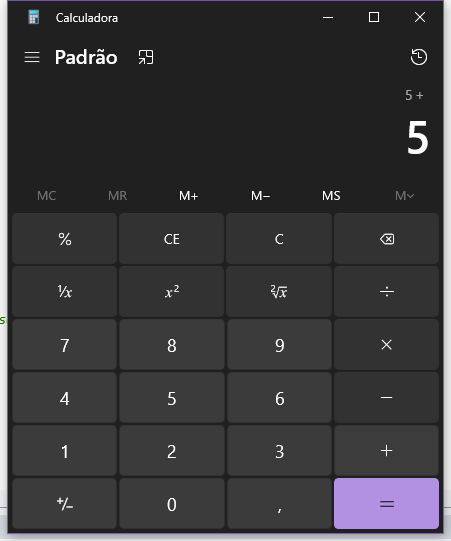 Calculadora
Padrão
5 +
5
MC MR M+ M− MS M
% CE C
¹/x x² ²√x ÷
7 8 9 ×
4 5 6 −
1 2 3 +
+/− 0 , =
s